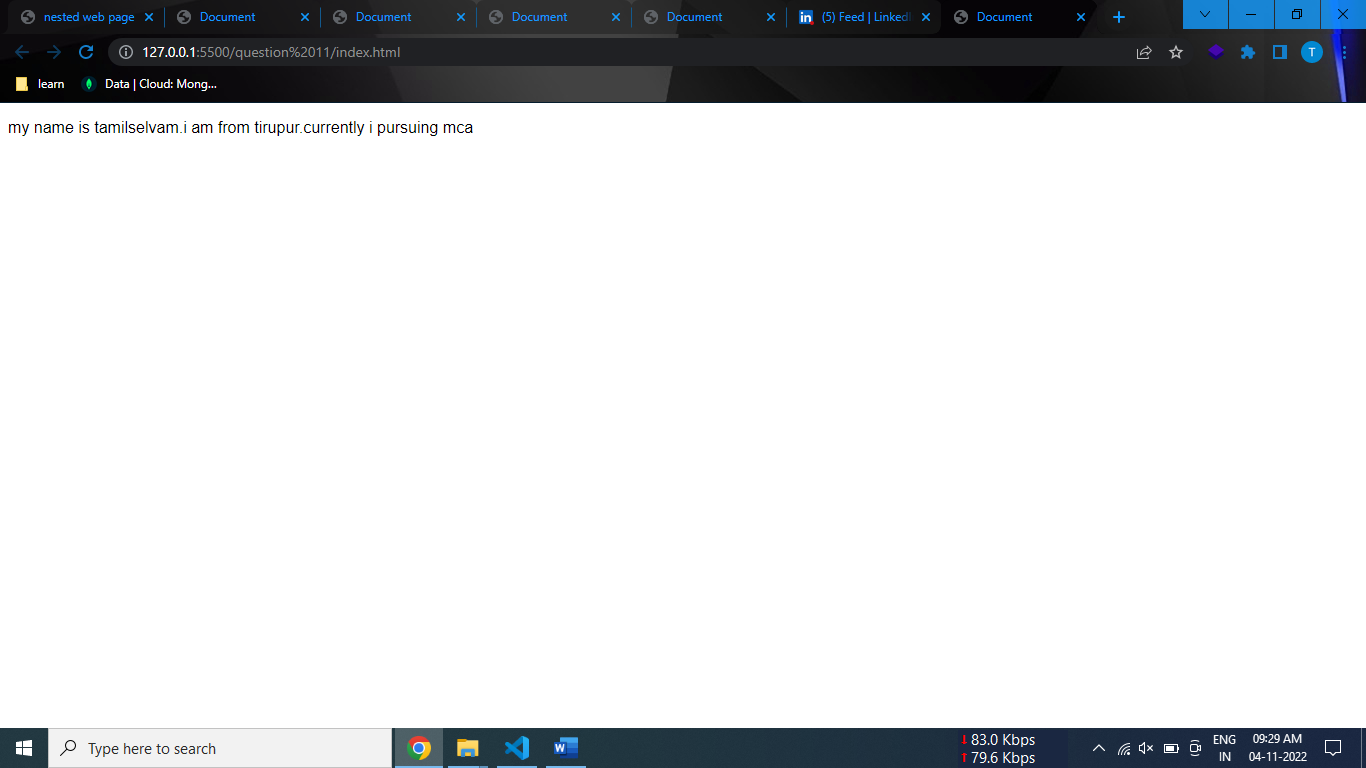 nested web page
Document
Document
Document
Document
(5) Feed | Linked
Document
127.0.0.1:5500/question%2011/index.html
T
learn
Data | Cloud: Mong...
my name is tamilselvam.i am from tirupur.currently i pursuing mca
Type here to search
83.0 Kbps
79.6 Kbps
ENG
IN
09:29 AM
04-11-2022